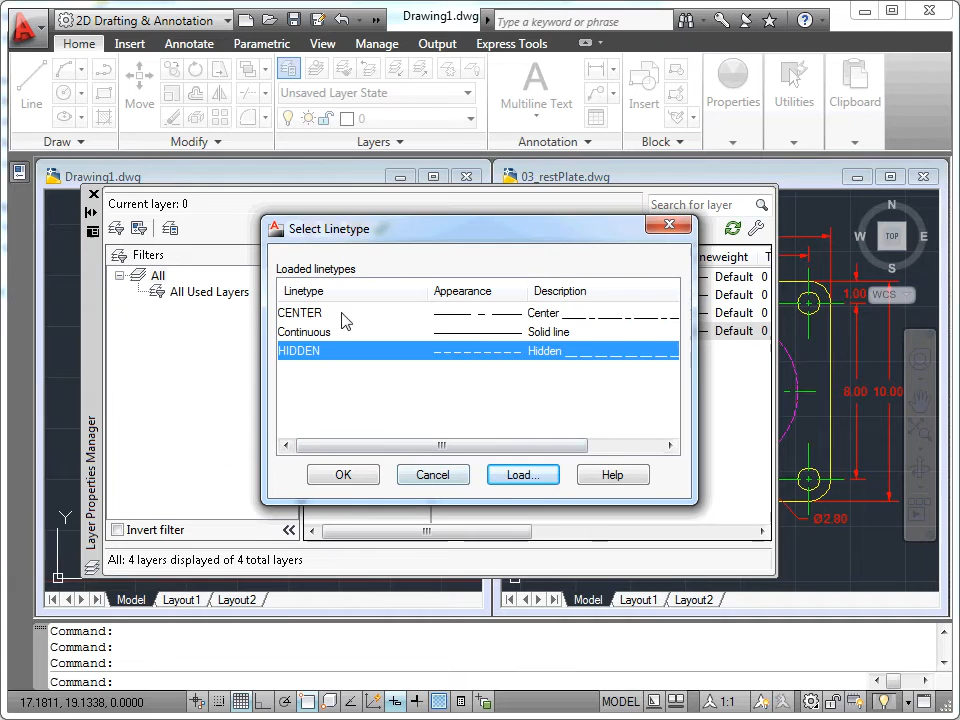 2D Drafting & Annotation
Drawing1.dwg
Type a keyword or phrase
Home Insert Annotate Parametric View Manage Output Express Tools
Line
Move
Unsaved Layer State
0
Multiline Text
Insert
Properties
Utilities
Clipboard
Draw
Modify
Layers
Annotation
Block
Drawing1.dwg
03_restPlate.dwg
Current layer: 0
Search for layer
Filters
All
All Used Layers
neweight T
Default 0
Default 0
Default 0
Default 0
Select Linetype
Loaded linetypes
Linetype Appearance Description
CENTER Center
Continuous Solid line
HIDDEN Hidden
OK Cancel Load... Help
Invert filter
All: 4 layers displayed of 4 total layers
Layer Properties Manager
N
W TOP E
S
WCS
1.00
8.00 10.00
Ø2.80
Y
Model Layout1 Layout2
Model Layout1 Layout2
Command:
Command:
Command:
Command:
17.1811, 19.1338, 0.0000
MODEL
1:1